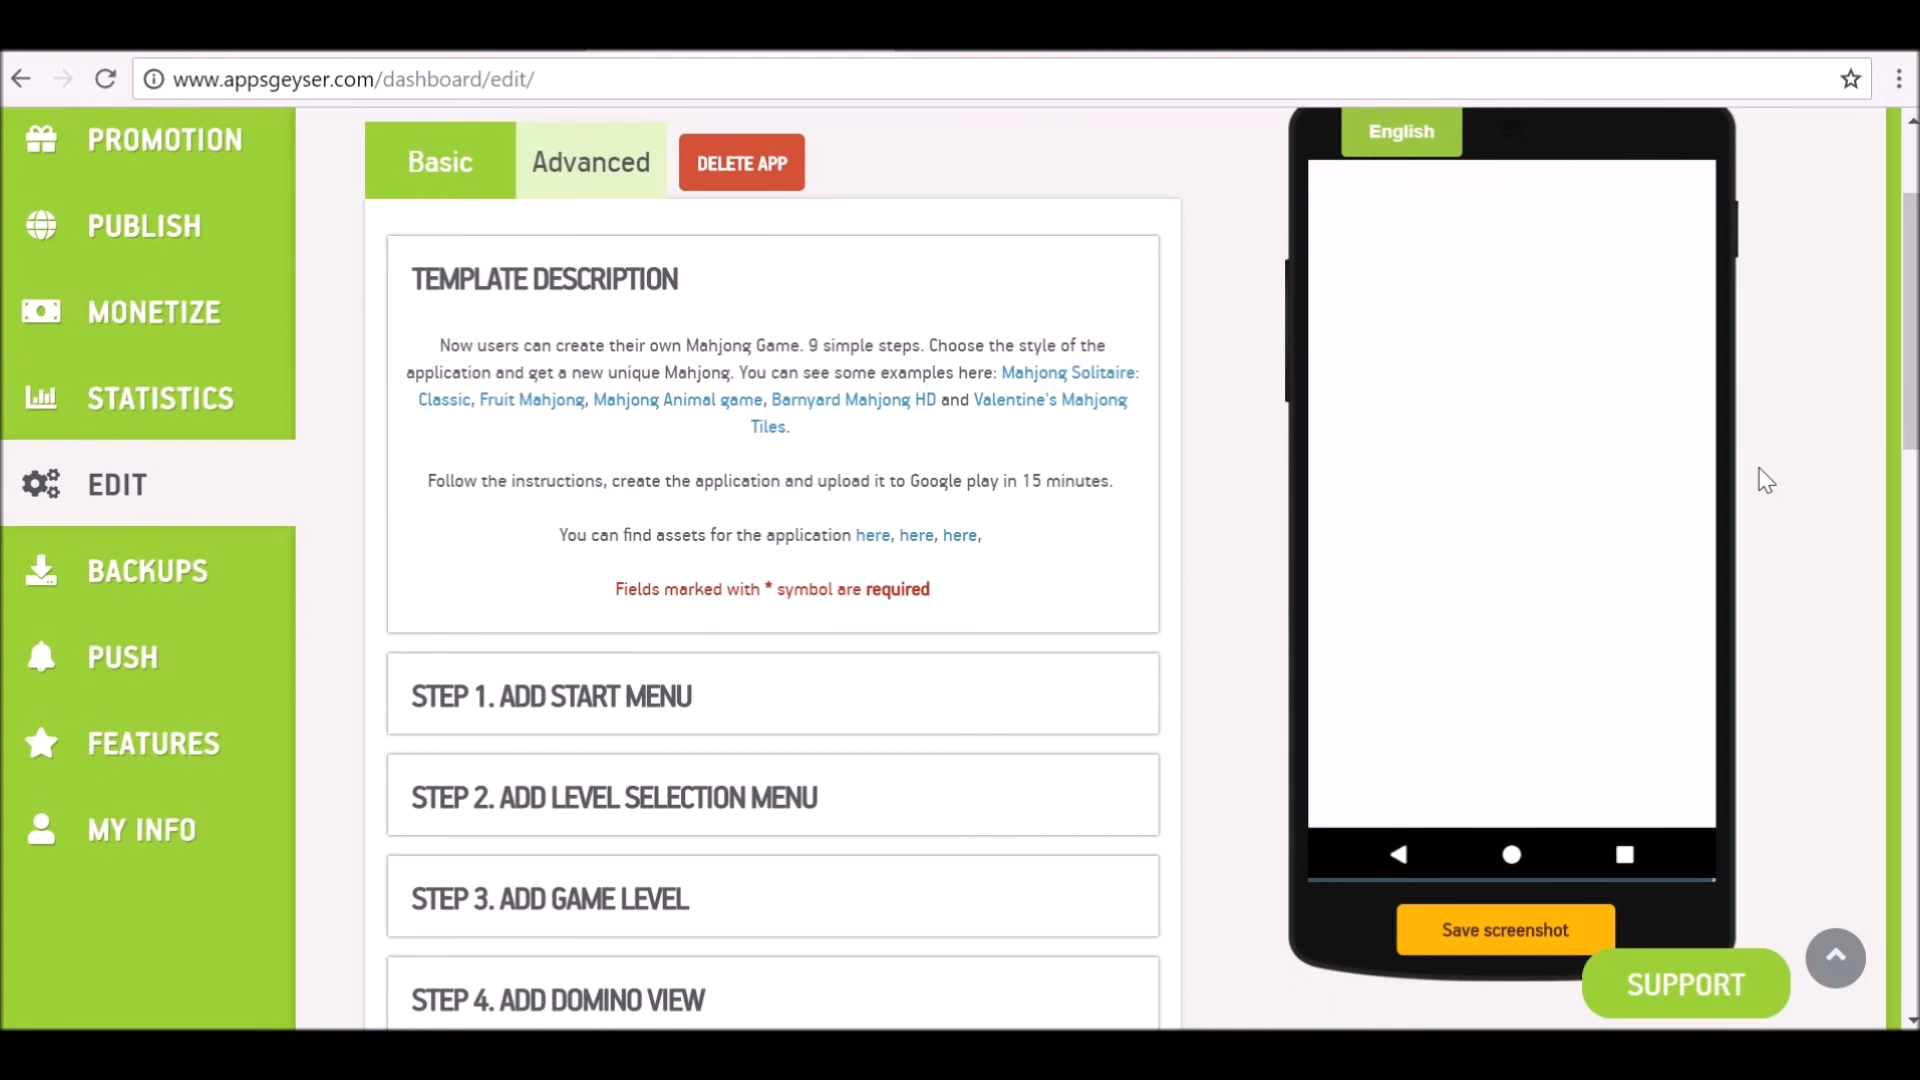 www.appsgeyser.com/dashboard/edit/
PROMOTION
PUBLISH
MONETIZE
STATISTICS
EDIT
BACKUPS
PUSH
FEATURES
MY INFO
Basic
Advanced
DELETE APP
TEMPLATE DESCRIPTION
Now users can create their own Mahjong Game. 9 simple steps. Choose the style of the
application and get a new unique Mahjong. You can see some examples here: Mahjong Solitaire:
Classic, Fruit Mahjong, Mahjong Animal game, Barnyard Mahjong HD and Valentine's Mahjong
Tiles.
Follow the instructions, create the application and upload it to Google play in 15 minutes.
You can find assets for the application here, here, here,
Fields marked with * symbol are required
STEP 1. ADD START MENU
STEP 2. ADD LEVEL SELECTION MENU
STEP 3. ADD GAME LEVEL
STEP 4. ADD DOMINO VIEW
English
Save screenshot
SUPPORT